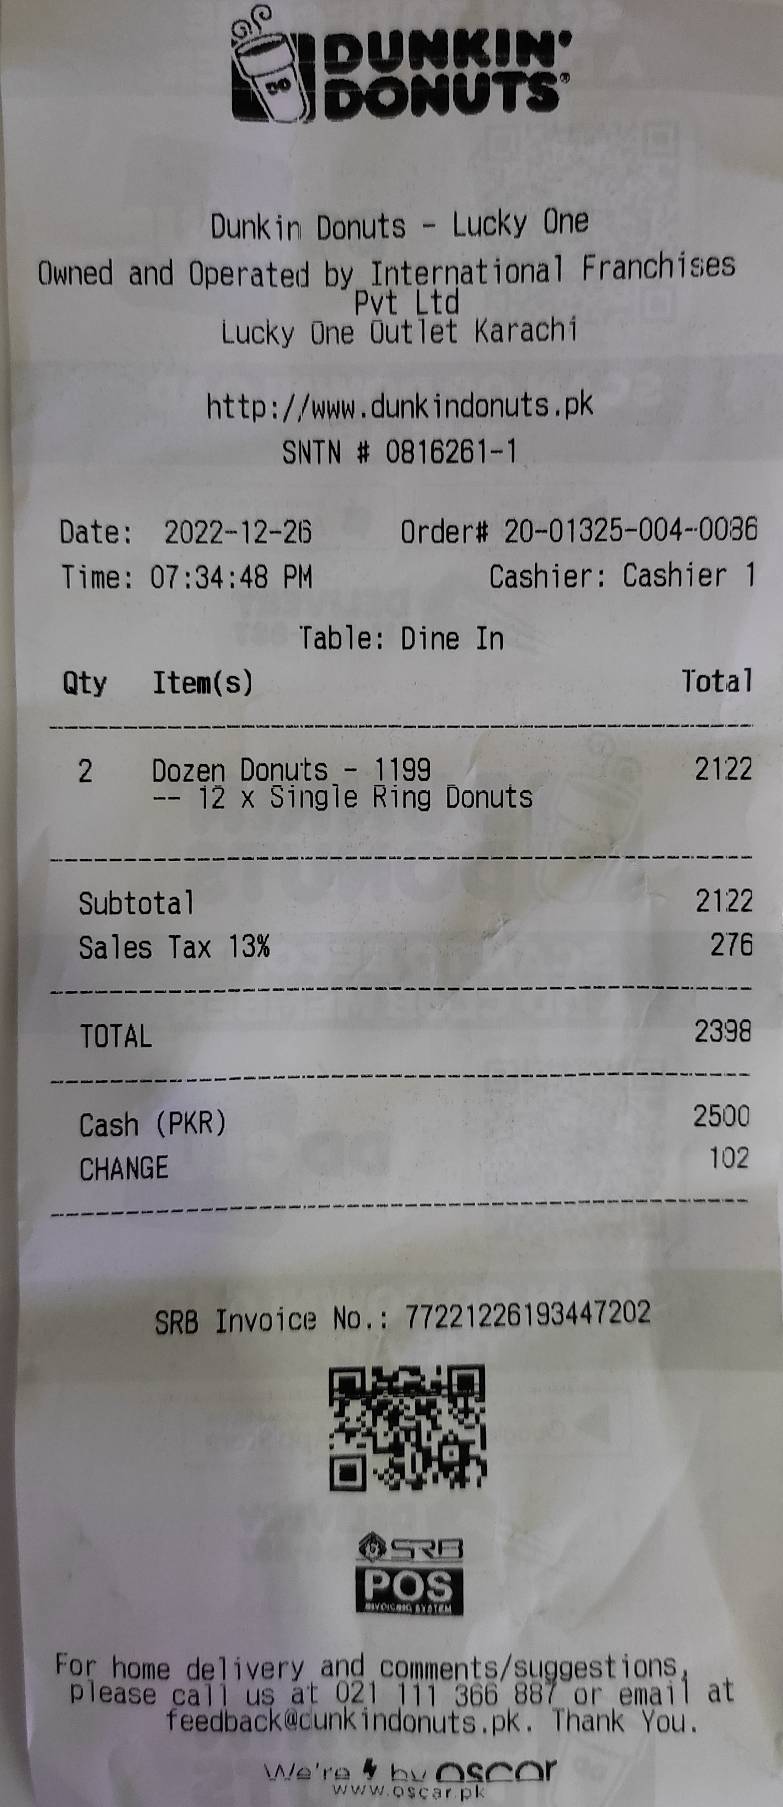 DUNKIN'
DONUTS®
DD
Dunkin Donuts - Lucky One
Owned and Operated by International Franchises
Pvt Ltd
Lucky One Outlet Karachi
http://www.dunkindonuts.pk
SNTN # 0816261-1
Date: 2022-12-26 Order# 20-01325-004-0086
Time: 07:34:48 PM Cashier: Cashier 1
Table: Dine In
Qty Item(s) Total
2 Dozen Donuts - 1199 2122
-- 12 x Single Ring Donuts
Subtotal 2122
Sales Tax 13% 276
TOTAL 2398
Cash (PKR) 2500
CHANGE 102
SRB Invoice No.: 77221226193447202
SRB
POS
INVOICING SYSTEM
For home delivery and comments/suggestions,
please call us at 021 111 366 887 or email at
feedback@dunkindonuts.pk. Thank You.
We're by oscar
www.oscar.pk